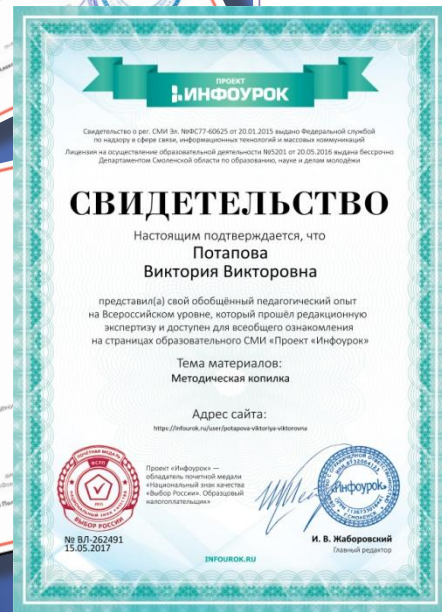 ПРОЕКТ
ИНФОУРОК
Свидетельство о рег. СМИ Эл. №ФС77-60625 от 20.01.2015 выдано Федеральной службой
по надзору в сфере связи, информационных технологий и массовых коммуникаций
Лицензия на осуществление образовательной деятельности №5201 от 20.05.2016 выдана бессрочно
Департаментом Смоленской области по образованию, науке и делам молодёжи
СВИДЕТЕЛЬСТВО
Настоящим подтверждается, что
Потапова
Виктория Викторовна
представил(а) свой обобщённый педагогический опыт
на Всероссийском уровне, который прошёл редакционную
экспертизу и доступен для всеобщего ознакомления
на страницах образовательного СМИ «Проект «Инфоурок»
Тема материалов:
Методическая копилка
Адрес сайта:
https://infourok.ru/user/potapova-viktoriya-viktorovna
ПОЧЁТНАЯ МЕДАЛЬ
НАЦИОНАЛЬНЫЙ ЗНАК КАЧЕСТВА
ВЫБОР РОССИИ
Проект «Инфоурок» —
обладатель почетной медали
«Национальный знак качества
«Выбор России». Образцовый
налогоплательщик»
«Инфоурок»
№ ВЛ-262491
15.05.2017
И. В. Жаборовский
Главный редактор
INFOUROK.RU